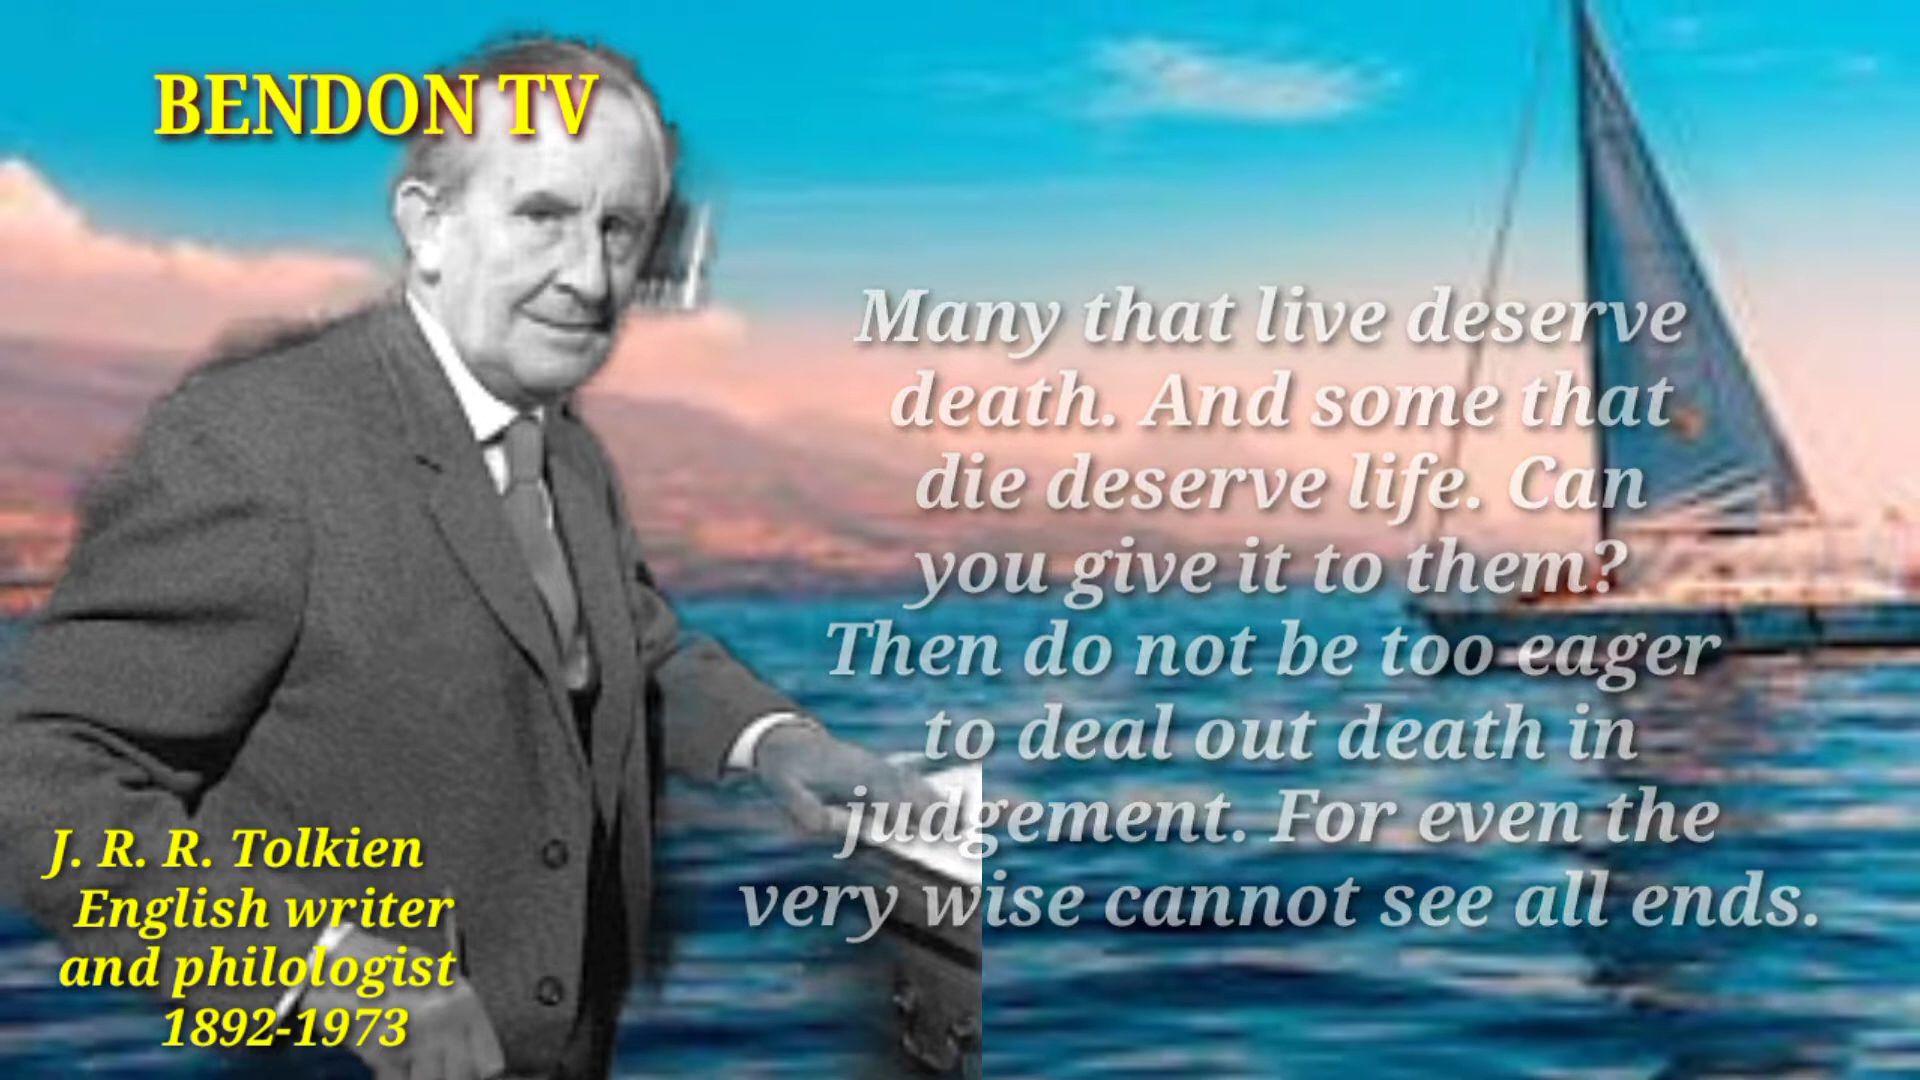 BENDON TV
Many that live deserve
death. And some that
die deserve life. Can
you give it to them?
Then do not be too eager
to deal out death in
judgement. For even the
very wise cannot see all ends.
J. R. R. Tolkien
English writer
and philologist
1892-1973